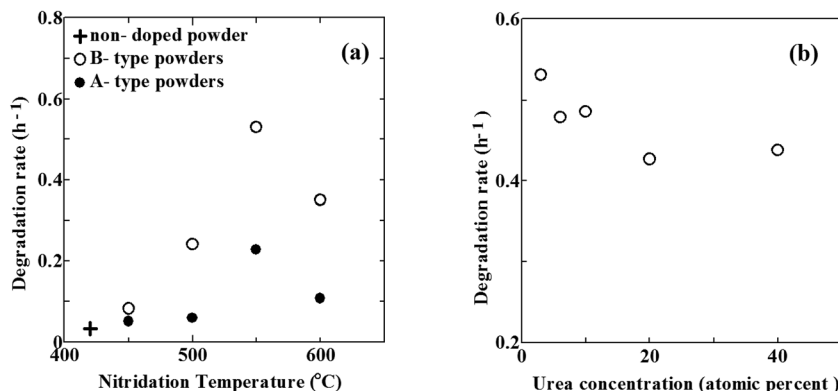 0.8
+non-doped powder
B- type powders
A- type powders
(a)
0.6
0.4
0.2
0
400
500
600
Degradation rate (h-1)
Nitridation Temperature (°C)
0.6
(b)
0.4
0.2
0
20
40
Degradation rate (h-1)
Urea concentration (atomic percent )